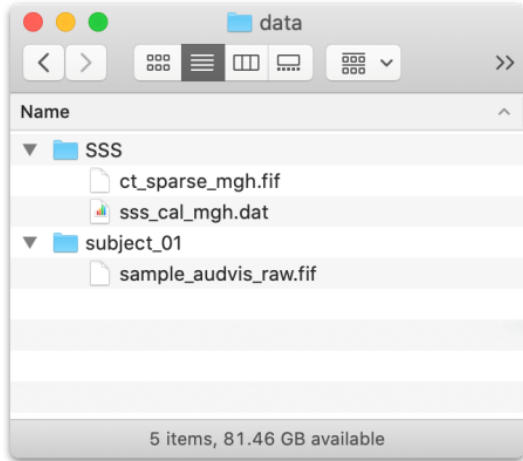 data
Name
SSS
ct_sparse_mgh.fif
sss_cal_mgh.dat
subject_01
sample_audvis_raw.fif
5 items, 81.46 GB available